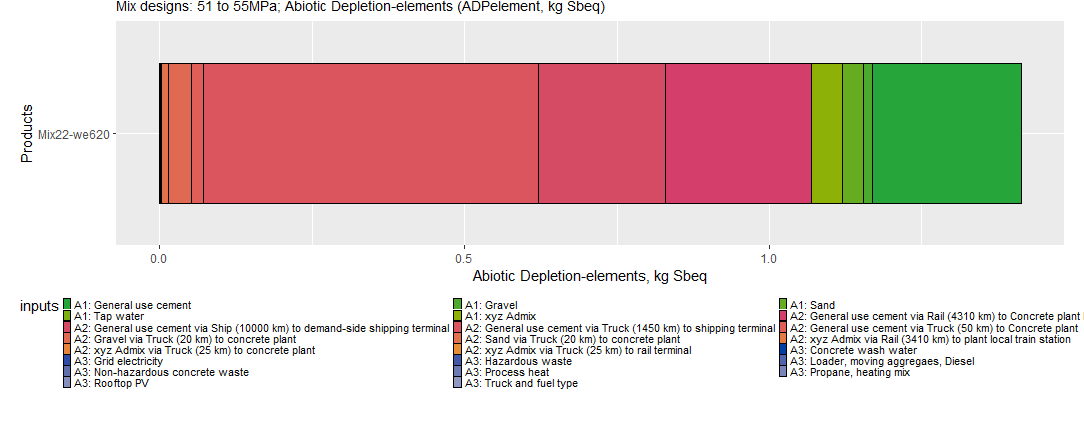 Mix designs: 51 to 55MPa; Abiotic Depletion-elements (ADPelement, kg Sbeq)
Products
Mix22-we620
0.0 0.5 1.0
Abiotic Depletion-elements, kg Sbeq
inputs
A1: General use cement A1: Gravel A1: Sand
A1: Tap water A1: xyz Admix A2: General use cement via Rail (4310 km) to Concrete plant
A2: General use cement via Ship (10000 km) to demand-side shipping terminal A2: General use cement via Truck (1450 km) to shipping terminal A2: General use cement via Truck (50 km) to Concrete plant
A2: Gravel via Truck (20 km) to concrete plant A2: Sand via Truck (20 km) to concrete plant A2: xyz Admix via Rail (3410 km) to plant local train station
A2: xyz Admix via Truck (25 km) to concrete plant A2: xyz Admix via Truck (25 km) to rail terminal A3: Concrete wash water
A3: Grid electricity A3: Hazardous waste A3: Loader, moving aggregaes, Diesel
A3: Non-hazardous concrete waste A3: Process heat A3: Propane, heating mix
A3: Rooftop PV A3: Truck and fuel type